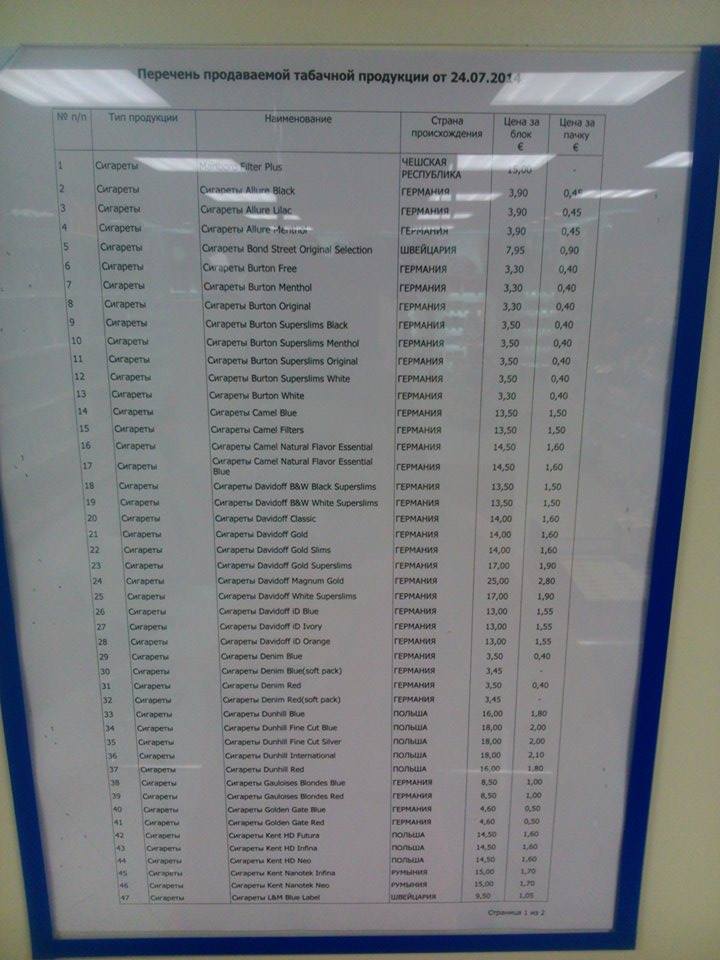 Перечень продаваемой табачной продукции от 24.07.2014
№ п/п Тип продукции Наименование Страна происхождения Цена за блок € Цена за пачку €
1 Сигареты Filter Plus ЧЕШСКАЯ РЕСПУБЛИКА 15,00 -
2 Сигареты Сигареты Allure Black ГЕРМАНИЯ 3,90 0,45
3 Сигареты Сигареты Allure Lilac ГЕРМАНИЯ 3,90 0,45
4 Сигареты Сигареты Allure Menthol ГЕРМАНИЯ 3,90 0,45
5 Сигареты Сигареты Bond Street Original Selection ШВЕЙЦАРИЯ 7,95 0,90
6 Сигареты Сигареты Burton Free ГЕРМАНИЯ 3,30 0,40
7 Сигареты Сигареты Burton Menthol ГЕРМАНИЯ 3,30 0,40
8 Сигареты Сигареты Burton Original ГЕРМАНИЯ 3,30 0,40
9 Сигареты Сигареты Burton Superslims Black ГЕРМАНИЯ 3,50 0,40
10 Сигареты Сигареты Burton Superslims Menthol ГЕРМАНИЯ 3,50 0,40
11 Сигареты Сигареты Burton Superslims Original ГЕРМАНИЯ 3,50 0,40
12 Сигареты Сигареты Burton Superslims White ГЕРМАНИЯ 3,50 0,40
13 Сигареты Сигареты Burton White ГЕРМАНИЯ 3,30 0,40
14 Сигареты Сигареты Camel Blue ГЕРМАНИЯ 13,50 1,50
15 Сигареты Сигареты Camel Filters ГЕРМАНИЯ 13,50 1,50
16 Сигареты Сигареты Camel Natural Flavor Essential ГЕРМАНИЯ 14,50 1,60
17 Сигареты Сигареты Camel Natural Flavor Essential Blue ГЕРМАНИЯ 14,50 1,60
18 Сигареты Сигареты Davidoff B&W Black Superslims ГЕРМАНИЯ 13,50 1,50
19 Сигареты Сигареты Davidoff B&W White Superslims ГЕРМАНИЯ 13,50 1,50
20 Сигареты Сигареты Davidoff Classic ГЕРМАНИЯ 14,00 1,60
21 Сигареты Сигареты Davidoff Gold ГЕРМАНИЯ 14,00 1,60
22 Сигареты Сигареты Davidoff Gold Slims ГЕРМАНИЯ 14,00 1,60
23 Сигареты Сигареты Davidoff Gold Superslims ГЕРМАНИЯ 17,00 1,90
24 Сигареты Сигареты Davidoff Magnum Gold ГЕРМАНИЯ 25,00 2,80
25 Сигареты Сигареты Davidoff White Superslims ГЕРМАНИЯ 17,00 1,90
26 Сигареты Сигареты Davidoff iD Blue ГЕРМАНИЯ 13,00 1,55
27 Сигареты Сигареты Davidoff iD Ivory ГЕРМАНИЯ 13,00 1,55
28 Сигареты Сигареты Davidoff iD Orange ГЕРМАНИЯ 13,00 1,55
29 Сигареты Сигареты Denim Blue ГЕРМАНИЯ 3,50 0,40
30 Сигареты Сигареты Denim Blue(soft pack) ГЕРМАНИЯ 3,45 -
31 Сигареты Сигареты Denim Red ГЕРМАНИЯ 3,50 0,40
32 Сигареты Сигареты Denim Red(soft pack) ГЕРМАНИЯ 3,45 -
33 Сигареты Сигареты Dunhill Blue ПОЛЬША 16,00 1,80
34 Сигареты Сигареты Dunhill Fine Cut Blue ПОЛЬША 18,00 2,00
35 Сигареты Сигареты Dunhill Fine Cut Silver ПОЛЬША 18,00 2,00
36 Сигареты Сигареты Dunhill International ПОЛЬША 18,00 2,10
37 Сигареты Сигареты Dunhill Red ПОЛЬША 16,00 1,80
38 Сигареты Сигареты Gauloises Blondes Blue ГЕРМАНИЯ 8,50 1,00
39 Сигареты Сигареты Gauloises Blondes Red ГЕРМАНИЯ 8,50 1,00
40 Сигареты Сигареты Golden Gate Blue ГЕРМАНИЯ 4,60 0,50
41 Сигареты Сигареты Golden Gate Red ГЕРМАНИЯ 4,60 0,50
42 Сигареты Сигареты Kent HD Futura ПОЛЬША 14,50 1,60
43 Сигареты Сигареты Kent HD Infina ПОЛЬША 14,50 1,60
44 Сигареты Сигареты Kent HD Neo ПОЛЬША 14,50 1,60
45 Сигареты Сигареты Kent Nanotek Infina РУМЫНИЯ 15,00 1,70
46 Сигареты Сигареты Kent Nanotek Neo РУМЫНИЯ 15,00 1,70
47 Сигареты Сигареты L&M Blue Label ШВЕЙЦАРИЯ 9,50 1,05
Страница 1 из 2